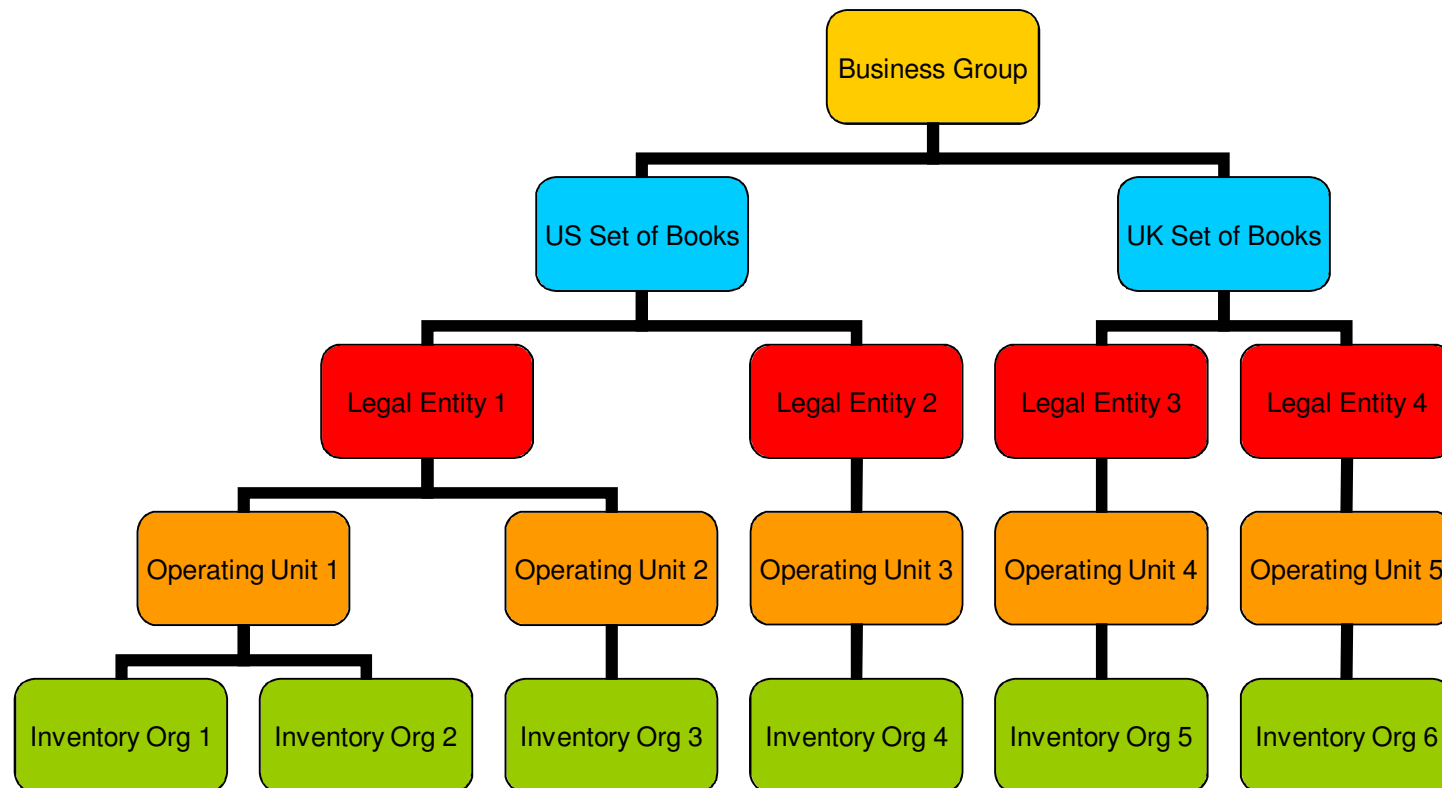 Business Group
US Set of Books
UK Set of Books
Legal Entity 1
Legal Entity 2
Legal Entity 3
Legal Entity 4
Operating Unit 1
Operating Unit 2
Operating Unit 3
Operating Unit 4
Operating Unit 5
Inventory Org 1
Inventory Org 2
Inventory Org 3
Inventory Org 4
Inventory Org 5
Inventory Org 6